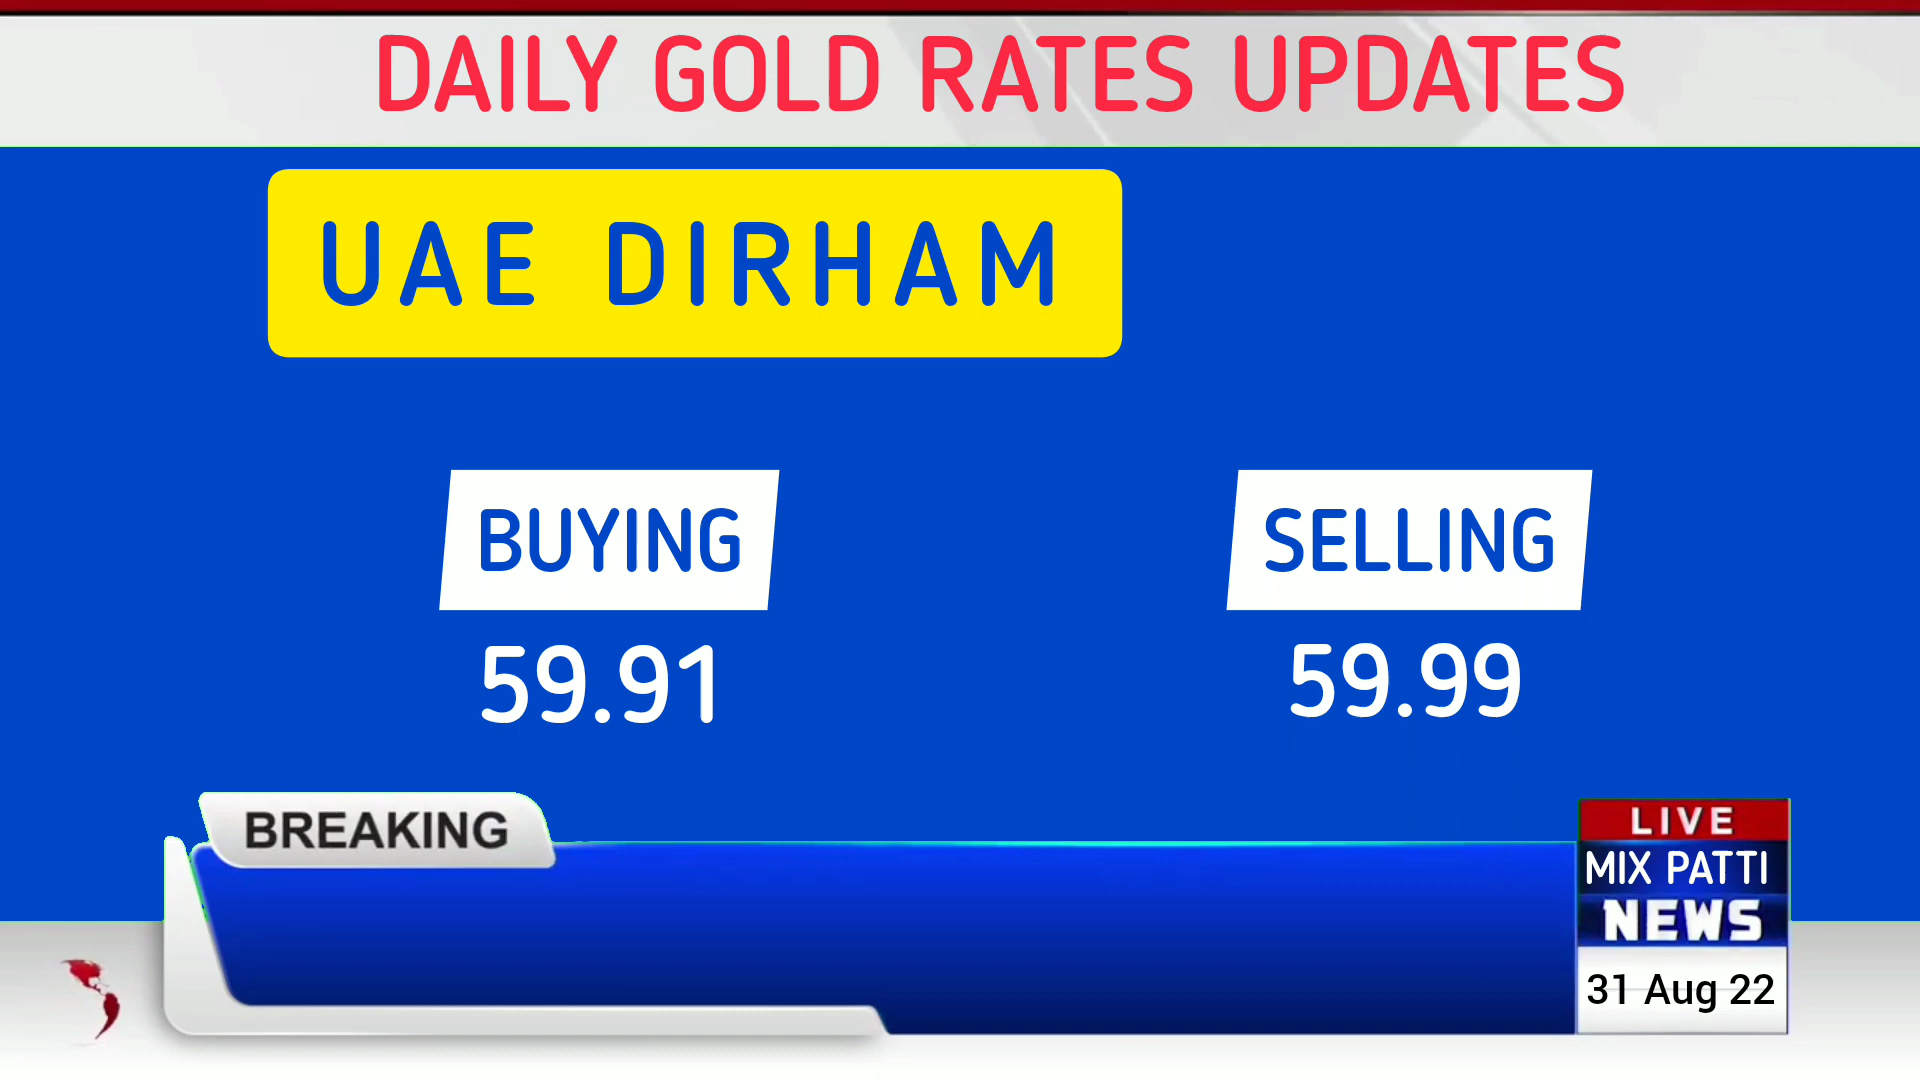 DAILY GOLD RATES UPDATES
UAE DIRHAM
BUYING
SELLING
59.91
59.99
BREAKING
LIVE
MIX PATTI
NEWS
31 Aug 22